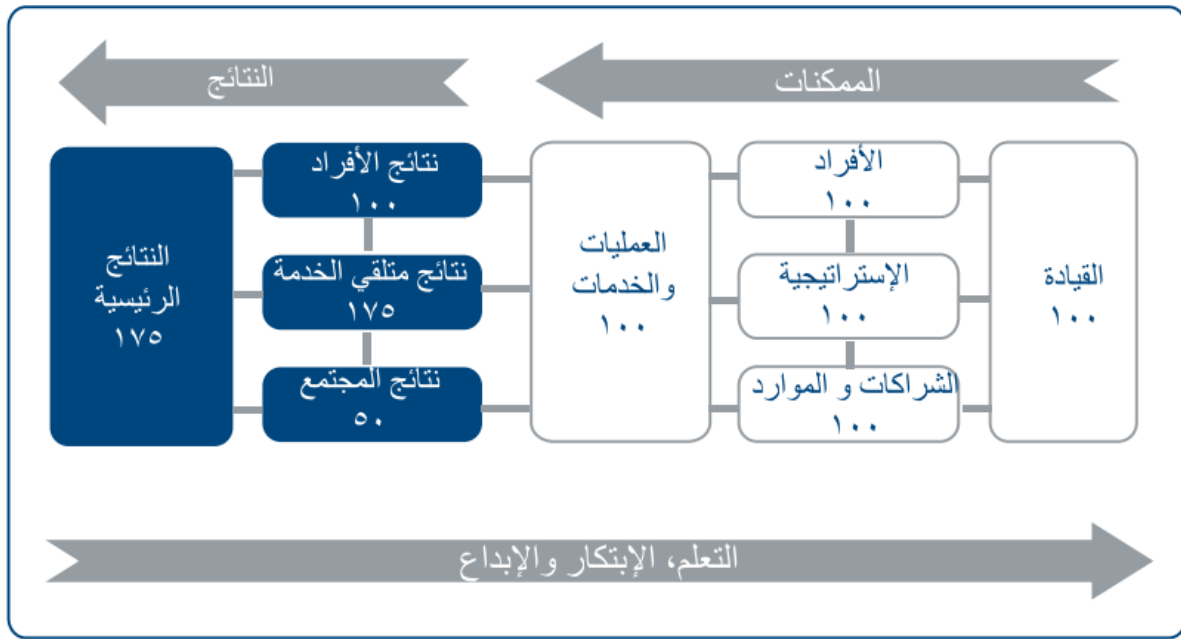 الممكنات
النتائج
القيادة
١٠٠
الأفراد
١٠٠
الإستراتيجية
١٠٠
الشراكات و الموارد
١٠٠
العمليات
والخدمات
١٠٠
نتائج الأفراد
١٠٠
نتائج متلقي الخدمة
١٧٥
نتائج المجتمع
٥٠
النتائج
الرئيسية
١٧٥
التعلم، الإبتكار والإبداع